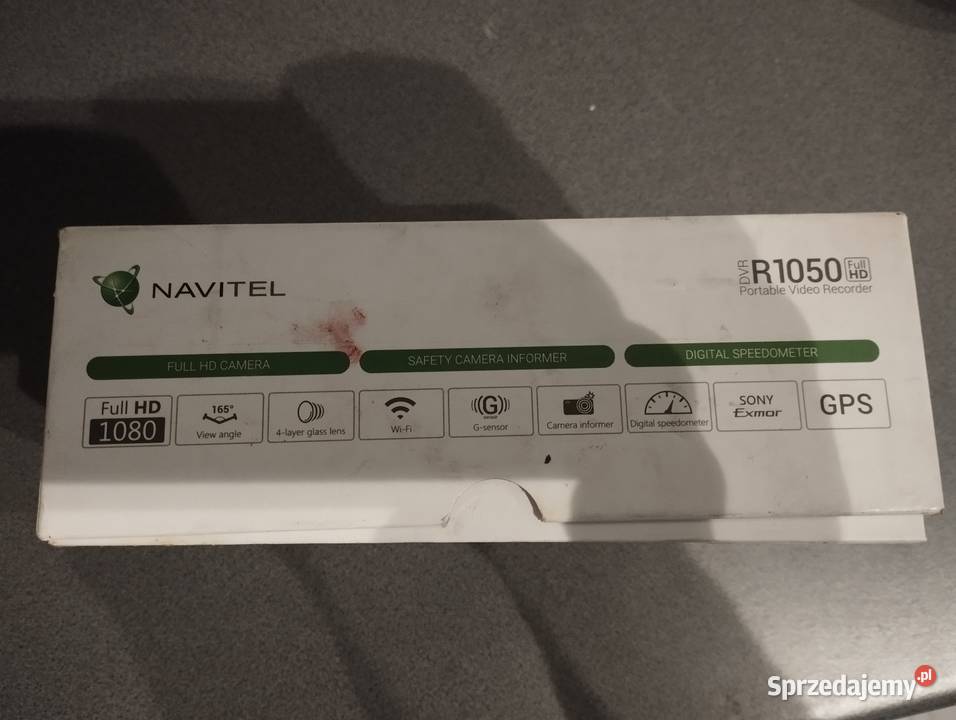 NAVITEL
DVR
R1050 Full HD
Portable Video Recorder
FULL HD CAMERA
SAFETY CAMERA INFORMER
DIGITAL SPEEDOMETER
Full HD
1080
165°
View angle
4-layer glass lens
Wi-Fi
G
sensor
G-sensor
Camera informer
Digital speedometer
SONY
Exmor
GPS
Sprzedajemy.pl